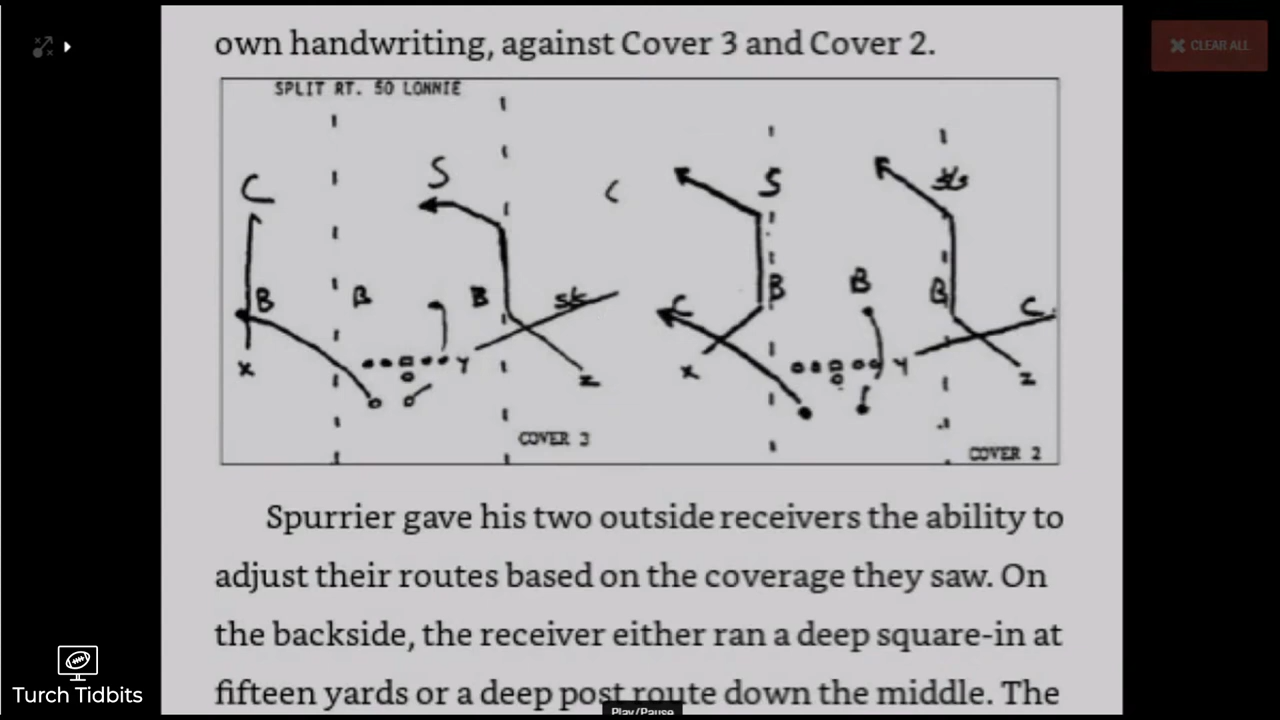 own handwriting, against Cover 3 and Cover 2.
CLEAR ALL
SPLIT RT. 50 LONNIE
C
S
C
S
B
B
B
B
B
B
C
C
X
Y
Z
X
Y
Z
COVER 3
COVER 2
Spurrier gave his two outside receivers the ability to
adjust their routes based on the coverage they saw. On
the backside, the receiver either ran a deep square-in at
fifteen yards or a deep post route down the middle. The
Turch Tidbits
Play/Pause